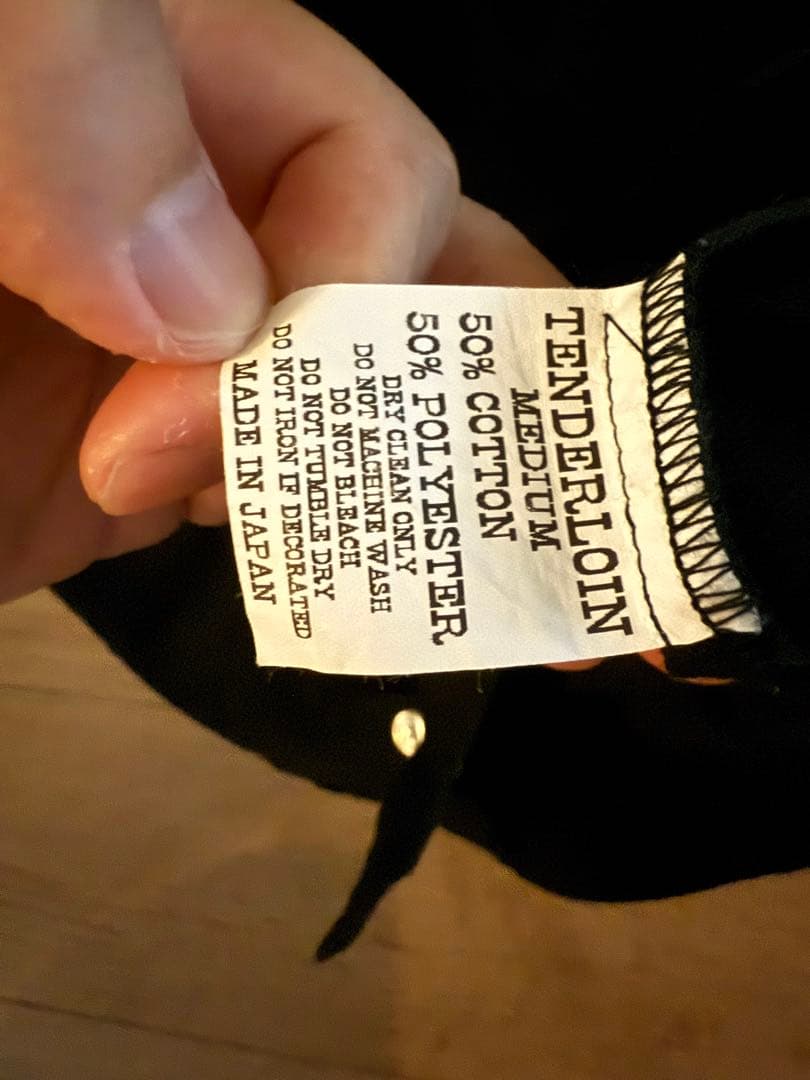 TENDERLOIN
MEDIUM
50% COTTON
50% POLYESTER
DRY CLEAN ONLY
DO NOT MACHINE WASH
DO NOT BLEACH
DO NOT TUMBLE DRY
DO NOT IRON IF DECORATED
MADE IN JAPAN